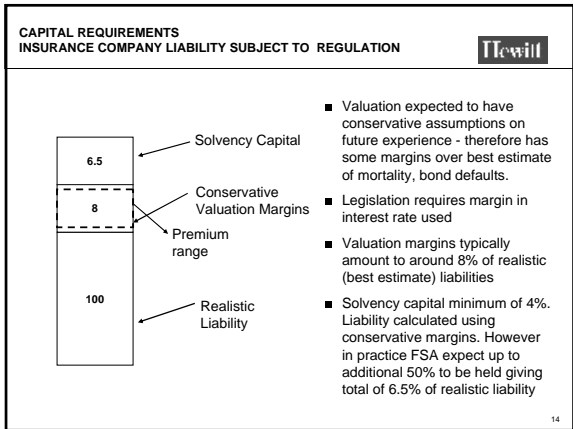 CAPITAL REQUIREMENTS
INSURANCE COMPANY LIABILITY SUBJECT TO REGULATION
Hewitt
6.5
8
100
Solvency Capital
Conservative
Valuation Margins
Premium
range
Realistic
Liability
■ Valuation expected to have
conservative assumptions on
future experience - therefore has
some margins over best estimate
of mortality, bond defaults.
■ Legislation requires margin in
interest rate used
■ Valuation margins typically
amount to around 8% of realistic
(best estimate) liabilities
■ Solvency capital minimum of 4%.
Liability calculated using
conservative margins. However
in practice FSA expect up to
additional 50% to be held giving
total of 6.5% of realistic liability
14